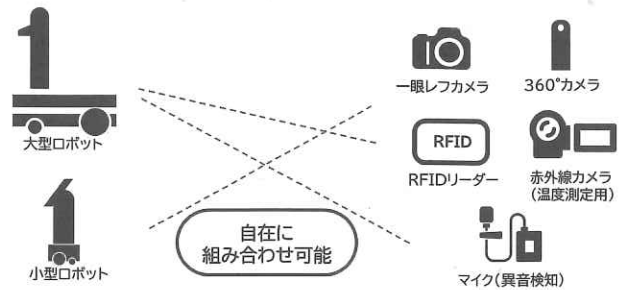 一眼レフカメラ
360°カメラ
大型ロボット
RFID
RFIDリーダー
赤外線カメラ
(温度測定用)
自在に
組み合わせ可能
小型ロボット
マイク(異音検知)